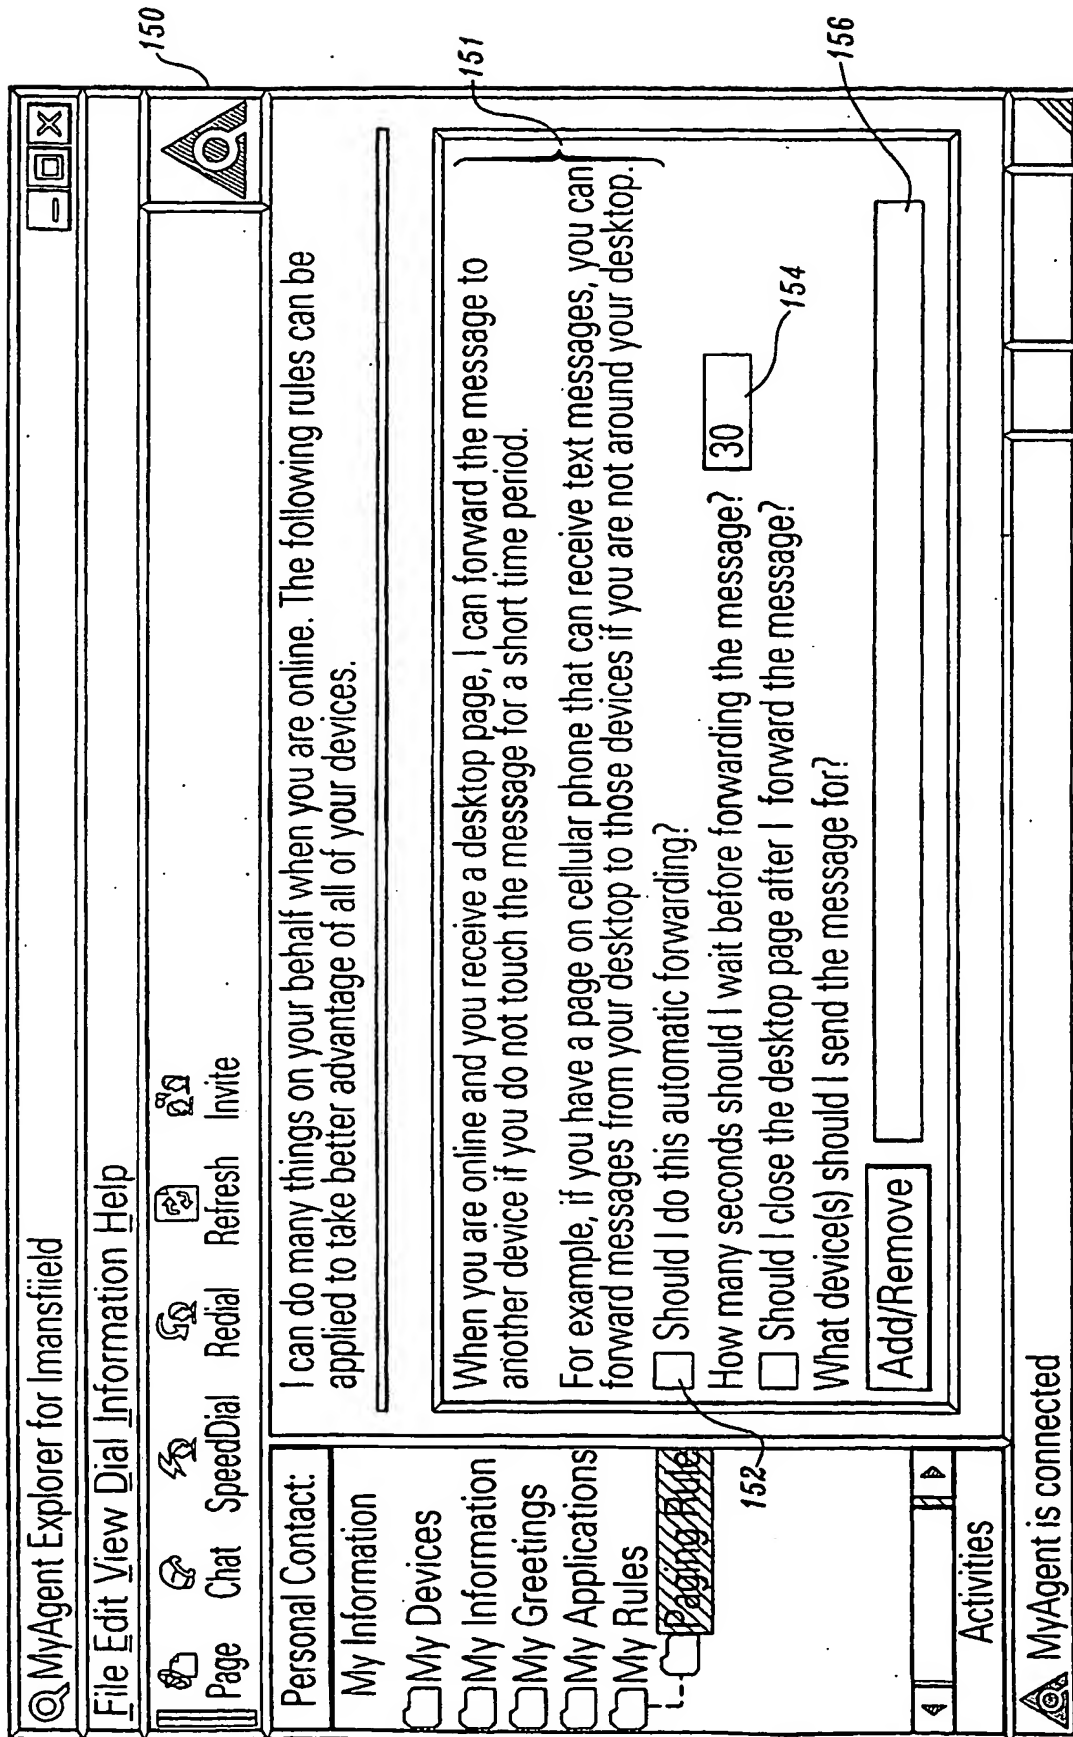 MyAgent Explorer for lmansfiield
File Edit View Dial Information Help
Page Chat SpeedDial Redial Refresh Invite
Personal Contact:
My Information
My Devices
My Information
My Greetings
My Applications
My Rules
Paging Rule
Activities
I can do many things on your behalf when you are online. The following rules can be
applied to take better advantage of all of your devices.
When you are online and you receive a desktop page, I can forward the message to
another device if you do not touch the message for a short time period.
For example, if you have a page on cellular phone that can receive text messages, you can
forward messages from your desktop to those devices if you are not around your desktop.
Should I do this automatic forwarding?
How many seconds should I wait before forwarding the message? 30
Should I close the desktop page after I forward the message?
What device(s) should I send the message for?
Add/Remove
MyAgent is connected
150
151
152
154
156